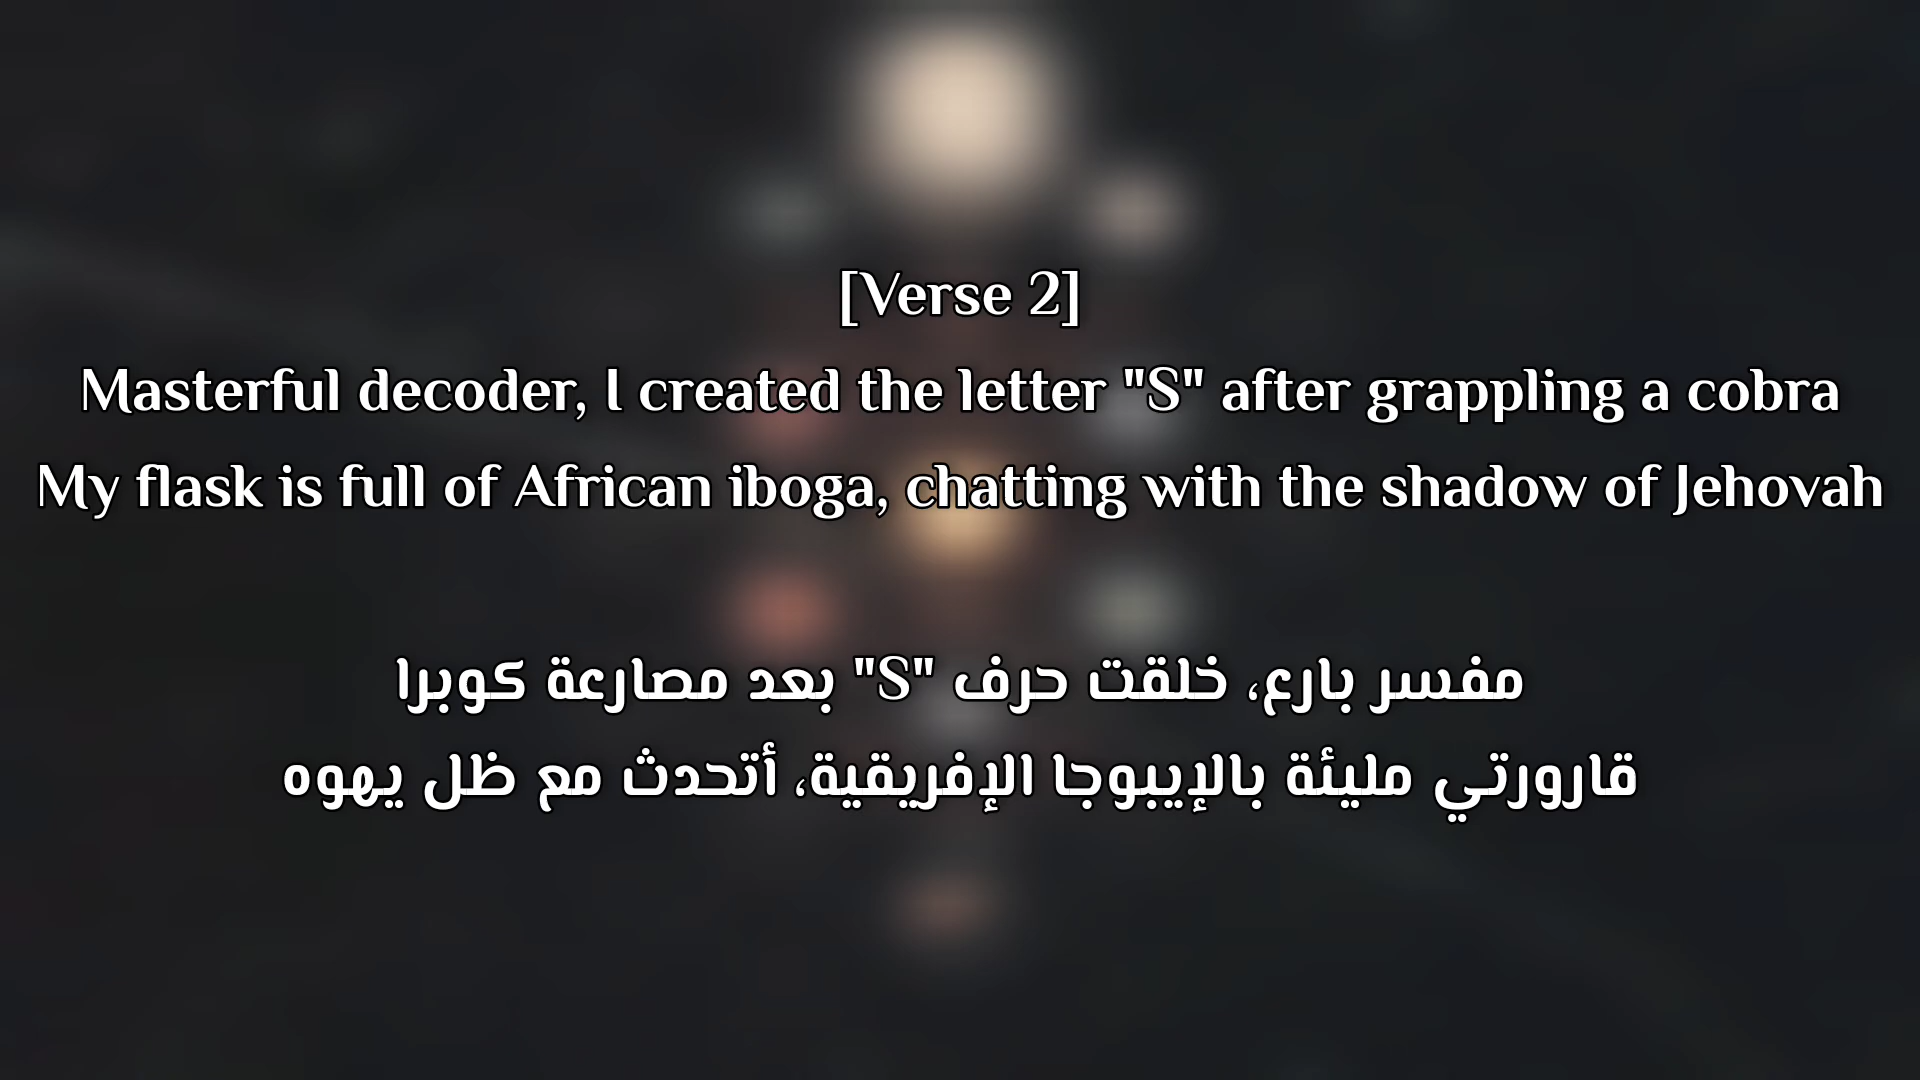 [Verse 2]
Masterful decoder, I created the letter "S" after grappling a cobra
My flask is full of African iboga, chatting with the shadow of Jehovah
مفسر بارع، خلقت حرف "S" بعد مصارعة كوبرا
قارورتي مليئة بالإيبوجا الإفريقية، أتحدث مع ظل يهوه